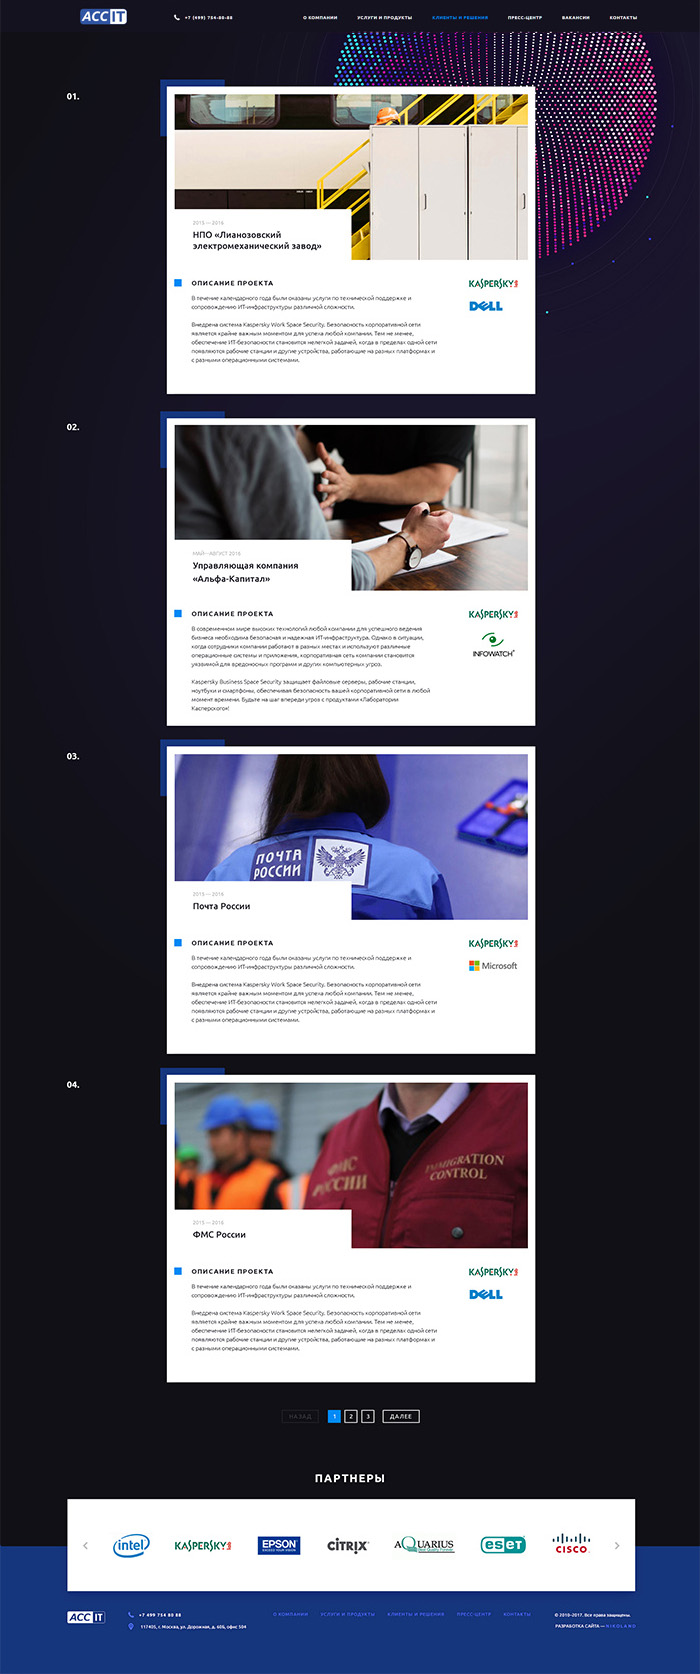 ACC IT
+7 (499) 754-80-88
О КОМПАНИИ
УСЛУГИ И ПРОДУКТЫ
КЛИЕНТЫ И РЕШЕНИЯ
ПРЕСС-ЦЕНТР
ВАКАНСИИ
КОНТАКТЫ
01.
2015 — 2016
НПО «Лианозовский
электромеханический завод»
ОПИСАНИЕ ПРОЕКТА
В течение календарного года были оказаны услуги по технической поддержке и
сопровождению ИТ-инфраструктуры различной сложности.
Внедрена система Kaspersky Work Space Security. Безопасность корпоративной сети
является крайне важным моментом для успеха любой компании. Тем не менее,
обеспечение ИТ-безопасности становится нелегкой задачей, когда в пределах одной сети
появляются рабочие станции и другие устройства, работающие на разных платформах и
с разными операционными системами.
KASPERSKY
DELL
02.
МАЙ—АВГУСТ 2016
Управляющая компания
«Альфа-Капитал»
ОПИСАНИЕ ПРОЕКТА
В современном мире высоких технологий любой компании для успешного ведения
бизнеса необходима безопасная и надежная ИТ-инфраструктура. Однако в ситуации,
когда сотрудники компании работают в разных местах и используют различные
операционные системы и приложения, корпоративная сеть компании становится
уязвимой для вредоносных программ и других компьютерных угроз.
Kaspersky Business Space Security защищает файловые серверы, рабочие станции,
ноутбуки и смартфоны, обеспечивая безопасность вашей корпоративной сети в любой
момент времени. Будьте на шаг впереди угроз с продуктами «Лаборатории
Касперского»!
KASPERSKY
INFOWATCH®
03.
ПОЧТА
РОССИИ
2015 — 2016
Почта России
ОПИСАНИЕ ПРОЕКТА
В течение календарного года были оказаны услуги по технической поддержке и
сопровождению ИТ-инфраструктуры различной сложности.
Внедрена система Kaspersky Work Space Security. Безопасность корпоративной сети
является крайне важным моментом для успеха любой компании. Тем не менее,
обеспечение ИТ-безопасности становится нелегкой задачей, когда в пределах одной сети
появляются рабочие станции и другие устройства, работающие на разных платформах и
с разными операционными системами.
KASPERSKY
Microsoft
04.
ФМС
РОССИИ
IMMIGRATION
CONTROL
2015 — 2016
ФМС России
ОПИСАНИЕ ПРОЕКТА
В течение календарного года были оказаны услуги по технической поддержке и
сопровождению ИТ-инфраструктуры различной сложности.
Внедрена система Kaspersky Work Space Security. Безопасность корпоративной сети
является крайне важным моментом для успеха любой компании. Тем не менее,
обеспечение ИТ-безопасности становится нелегкой задачей, когда в пределах одной сети
появляются рабочие станции и другие устройства, работающие на разных платформах и
с разными операционными системами.
KASPERSKY
DELL
НАЗАД
1
2
3
ДАЛЕЕ
ПАРТНЕРЫ
intel
KASPERSKY
EPSON
EXCEED YOUR VISION
CITRIX®
AQUARIUS
eseT
CISCO
ACC IT
+7 499 754 80 88
117405, г. Москва, ул. Дорожная, д. 60Б, офис 504
О КОМПАНИИ
УСЛУГИ И ПРОДУКТЫ
КЛИЕНТЫ И РЕШЕНИЯ
ПРЕСС-ЦЕНТР
КОНТАКТЫ
© 2010–2017. Все права защищены.
РАЗРАБОТКА САЙТА — NIKOLAND